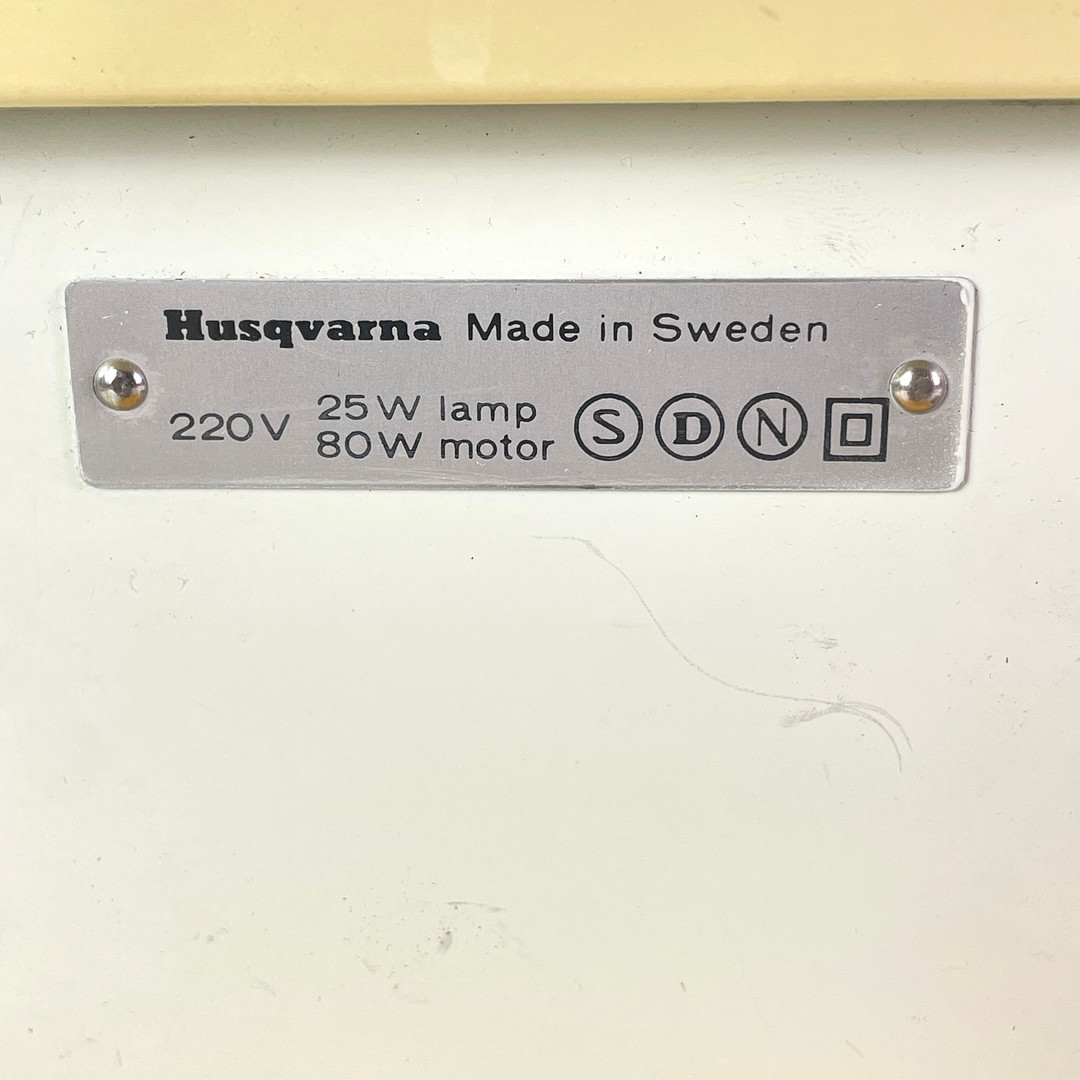 Husqvarna Made in Sweden
220V 25W lamp
80W motor S D N